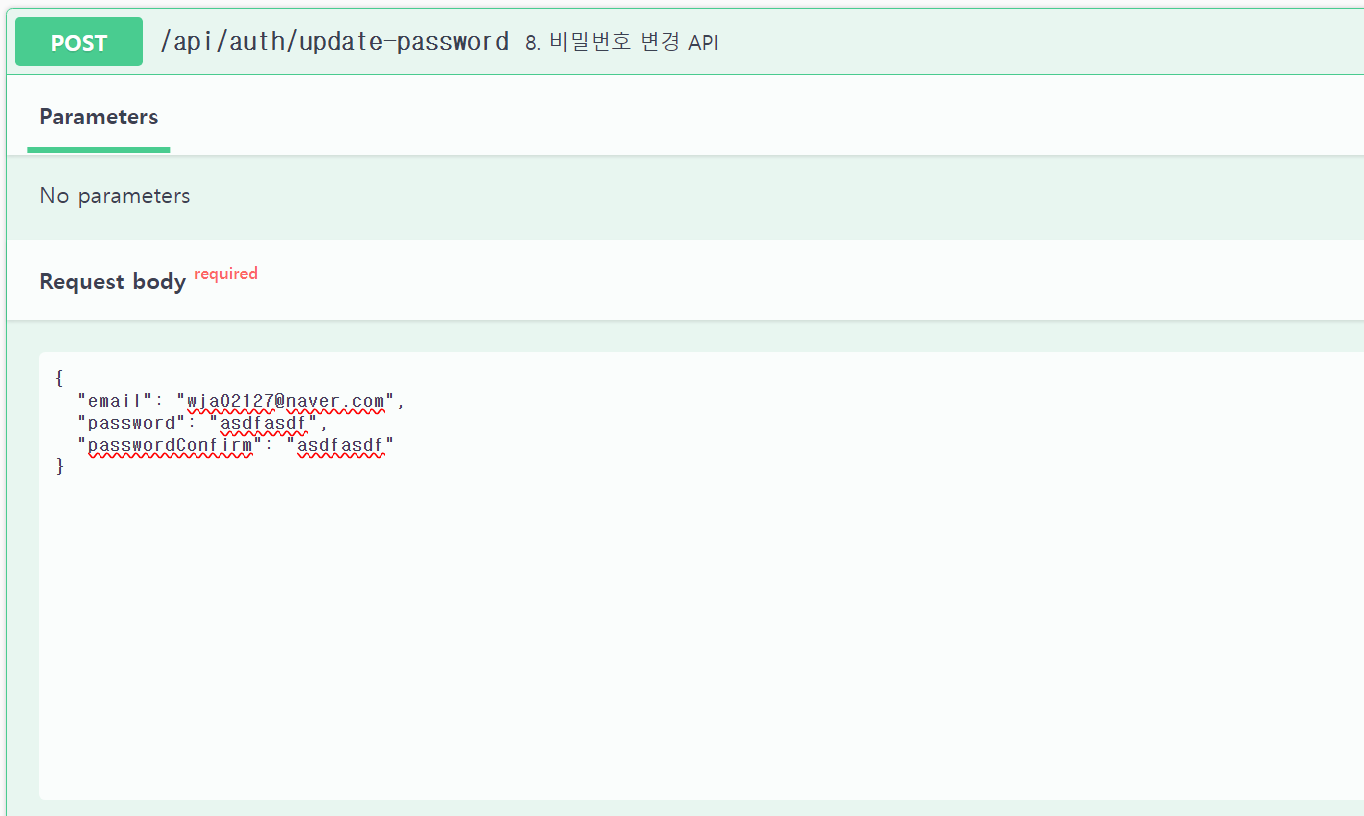 POST /api/auth/update-password 8. 비밀번호 변경 API
Parameters
No parameters
Request body required
{
"email": "wja02127@naver.com",
"password": "asdfasdf",
"passwordConfirm": "asdfasdf"
}